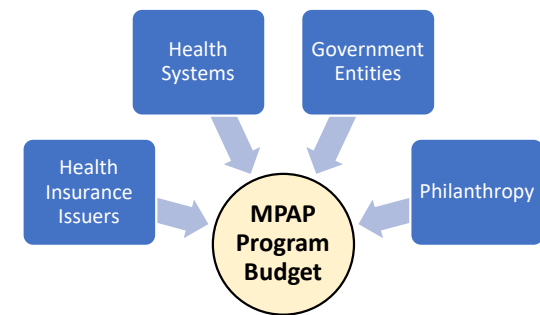 Health
Systems
Government
Entities
Health
Insurance
Issuers
Philanthropy
MPAP
Program
Budget